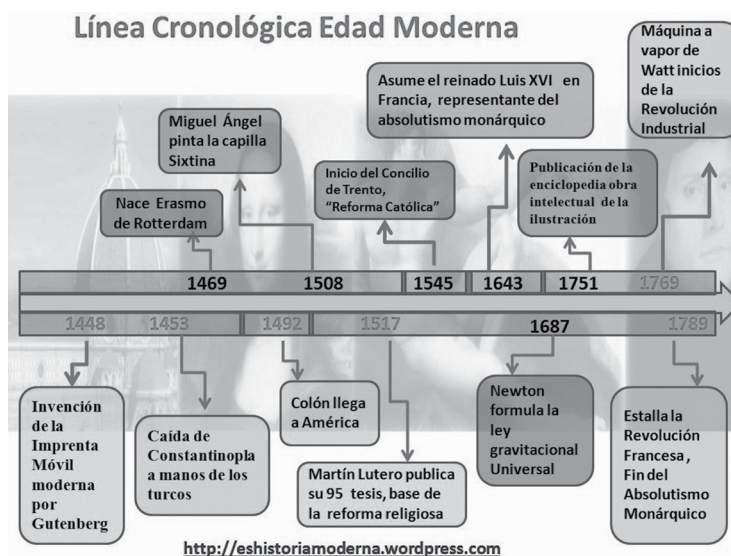 Línea Cronológica Edad Moderna
Máquina a
vapor de
Watt inicios
de la
Revolución
Industrial
Asume el reinado Luis XVI en
Francia, representante del
absolutismo monárquico
Miguel Ángel
pinta la capilla
Sixtina
Inicio del Concilio
de Trento,
“Reforma Católica”
Publicación de la
enciclopedia obra
intelectual de la
ilustración
Nace Erasmo
de Rotterdam
1469 1508 1545 1643 1751 1769
1448 1453 1492 1517 1687 1789
Invención
de la
Imprenta
Móvil
moderna
por
Gutenberg
Caída de
Constantinopla
a manos de los
turcos
Colón llega
a América
Martín Lutero publica
su 95 tesis, base de
la reforma religiosa
Newton
formula la
ley
gravitacional
Universal
Estalla la
Revolución
Francesa ,
Fin del
Absolutismo
Monárquico
http://eshistoriamoderna.wordpress.com